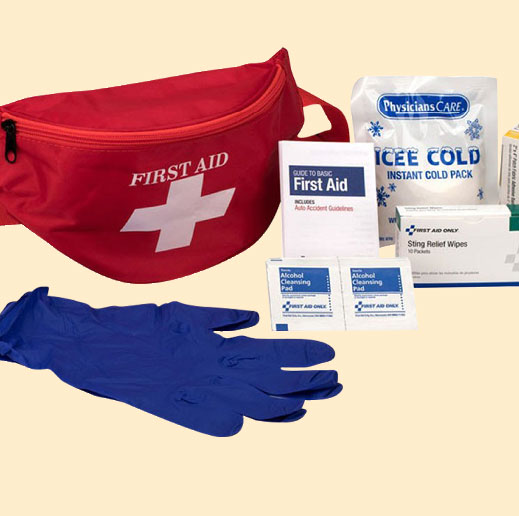 FIRST AID
PhysiciansCARE®
ICEE COLD
INSTANT COLD PACK
GUIDE TO BASIC
First Aid
INCLUDES
Auto Accident Guidelines
FIRST AID ONLY
Sting Relief Wipes
10 Packets
Alcohol
Cleansing
Pad
FIRST AID ONLY
Alcohol
Cleansing
Pad
FIRST AID ONLY